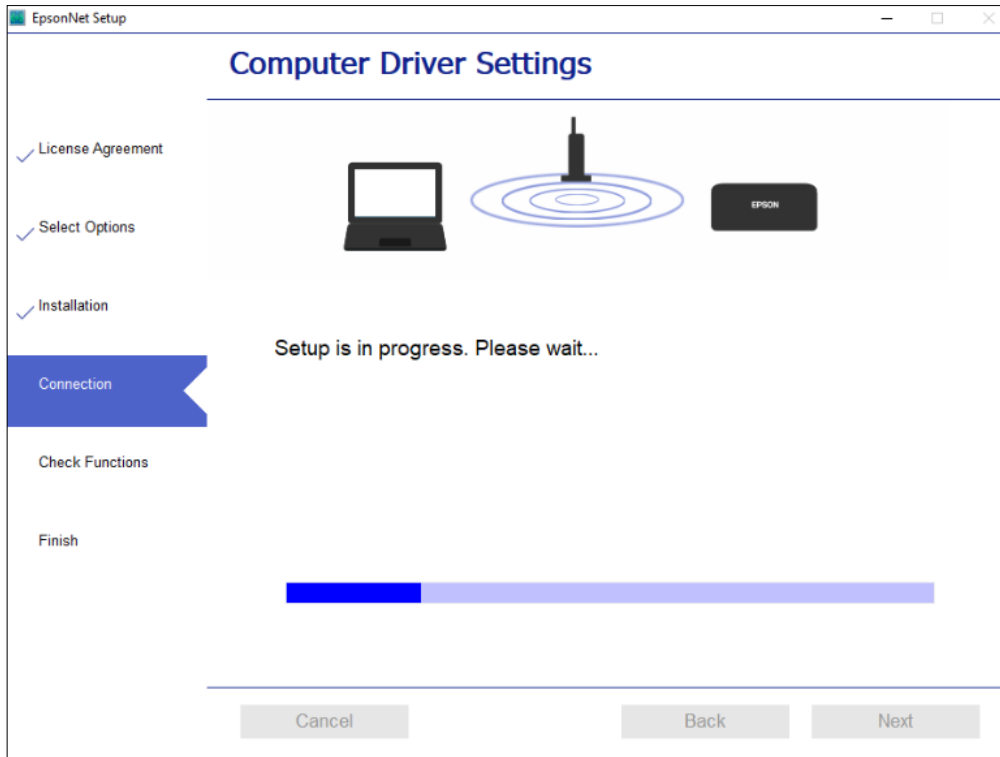 EpsonNet Setup
Computer Driver Settings
License Agreement
Select Options
Installation
Connection
Check Functions
Finish
EPSON
Setup is in progress. Please wait...
Cancel
Back
Next